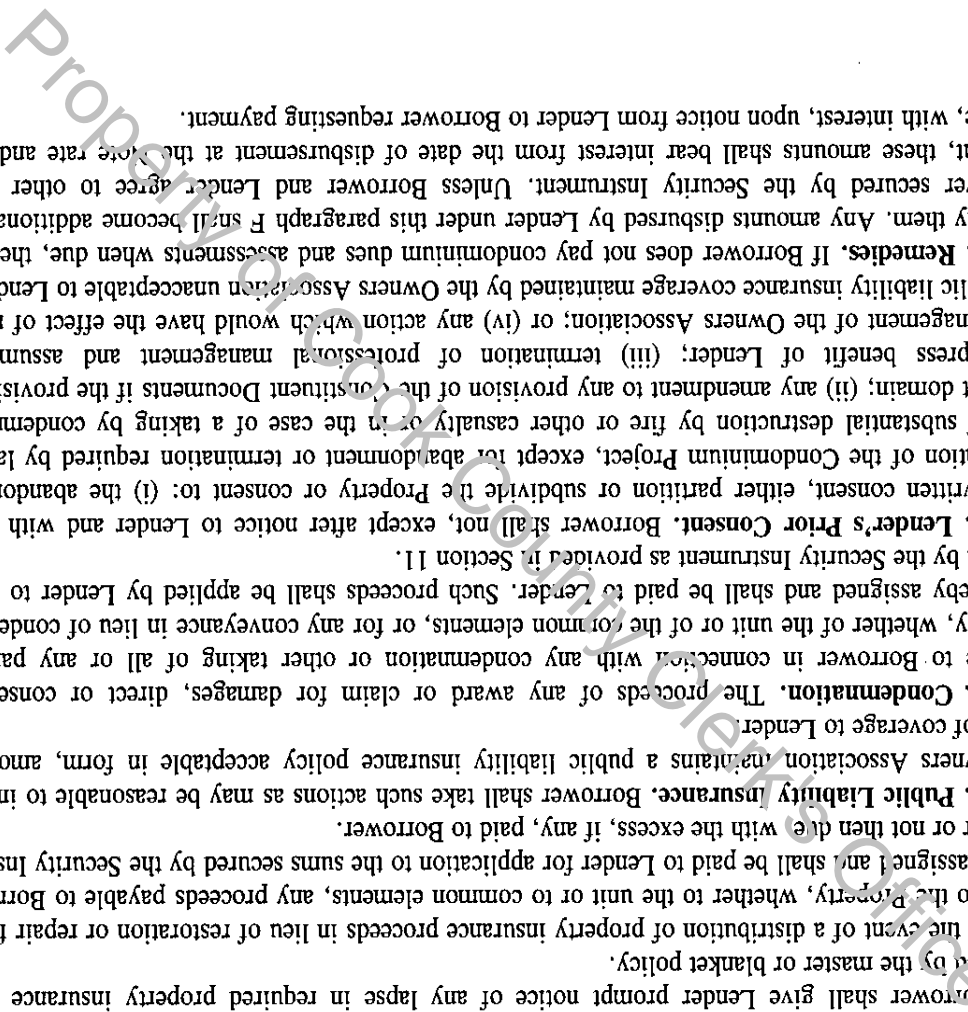 orrower shall give Lender prompt notice of any lapse in required property insurance
d by the master or blanket policy.
the event of a distribution of property insurance proceeds in lieu of restoration or repair f
o the Property, whether to the unit or to common elements, any proceeds payable to Borr
assigned and shall be paid to Lender for application to the sums secured by the Security Ins
r or not then due, with the excess, if any, paid to Borrower.
. Public Liability Insurance. Borrower shall take such actions as may be reasonable to in
ners Association maintains a public liability insurance policy acceptable in form, amo
of coverage to Lender.
. Condemnation. The proceeds of any award or claim for damages, direct or conse
e to Borrower in connection with any condemnation or other taking of all or any pa
y, whether of the unit or of the common elements, or for any conveyance in lieu of conde
eby assigned and shall be paid to Lender. Such proceeds shall be applied by Lender to
by the Security Instrument as provided in Section 11.
. Lender's Prior Consent. Borrower shall not, except after notice to Lender and with
written consent, either partition or subdivide the Property or consent to: (i) the abandon
ation of the Condominium Project, except for abandonment or termination required by la
substantial destruction by fire or other casualty or in the case of a taking by condemn
t domain; (ii) any amendment to any provision of the Constituent Documents if the provisi
press benefit of Lender; (iii) termination of professional management and assum
nagement of the Owners Association; or (iv) any action which would have the effect of
lic liability insurance coverage maintained by the Owners Association unacceptable to Lend
. Remedies. If Borrower does not pay condominium dues and assessments when due, the
y them. Any amounts disbursed by Lender under this paragraph F shall become additiona
er secured by the Security Instrument. Unless Borrower and Lender agree to other
t, these amounts shall bear interest from the date of disbursement at the Note rate and
e, with interest, upon notice from Lender to Borrower requesting payment.
Property of Cook County Clerk's Office